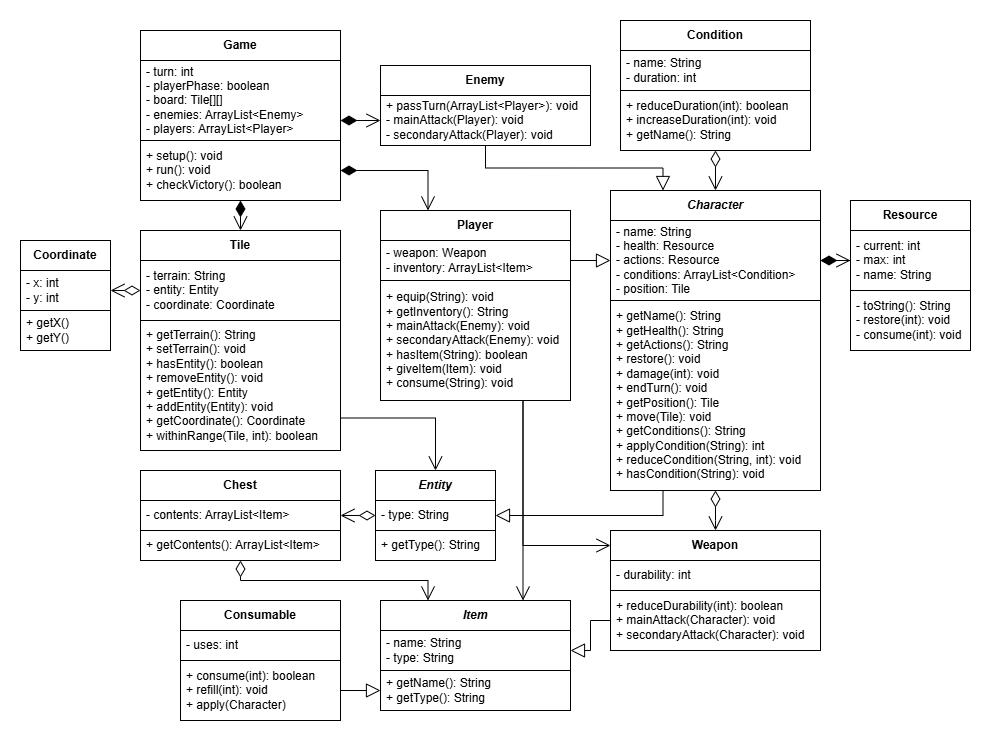 Game
- turn: int
- playerPhase: boolean
- board: Tile[][]
- enemies: ArrayList<Enemy>
- players: ArrayList<Player>
+ setup(): void
+ run(): void
+ checkVictory(): boolean
Enemy
+ passTurn(ArrayList<Player>): void
- mainAttack(Player): void
- secondaryAttack(Player): void
Condition
- name: String
- duration: int
+ reduceDuration(int): boolean
+ increaseDuration(int): void
+ getName(): String
Coordinate
- x: int
- y: int
+ getX()
+ getY()
Tile
- terrain: String
- entity: Entity
- coordinate: Coordinate
+ getTerrain(): String
+ setTerrain(): void
+ hasEntity(): boolean
+ removeEntity(): void
+ getEntity(): Entity
+ addEntity(Entity): void
+ getCoordinate(): Coordinate
+ withinRange(Tile, int): boolean
Player
- weapon: Weapon
- inventory: ArrayList<Item>
+ equip(String): void
+ getInventory(): String
+ mainAttack(Enemy): void
+ secondaryAttack(Enemy): void
+ hasItem(String): boolean
+ giveItem(Item): void
+ consume(String): void
Character
- name: String
- health: Resource
- actions: Resource
- conditions: ArrayList<Condition>
- position: Tile
+ getName(): String
+ getHealth(): String
+ getActions(): String
+ restore(): void
+ damage(int): void
+ endTurn(): void
+ getPosition(): Tile
+ move(Tile): void
+ getConditions(): String
+ applyCondition(String): int
+ reduceCondition(String, int): void
+ hasCondition(String): void
Resource
- current: int
- max: int
- name: String
- toString(): String
- restore(int): void
- consume(int): void
Chest
- contents: ArrayList<Item>
+ getContents(): ArrayList<Item>
Entity
- type: String
+ getType(): String
Weapon
- durability: int
+ reduceDurability(int): boolean
+ mainAttack(Character): void
+ secondaryAttack(Character): void
Consumable
- uses: int
+ consume(int): boolean
+ refill(int): void
+ apply(Character)
Item
- name: String
- type: String
+ getName(): String
+ getType(): String